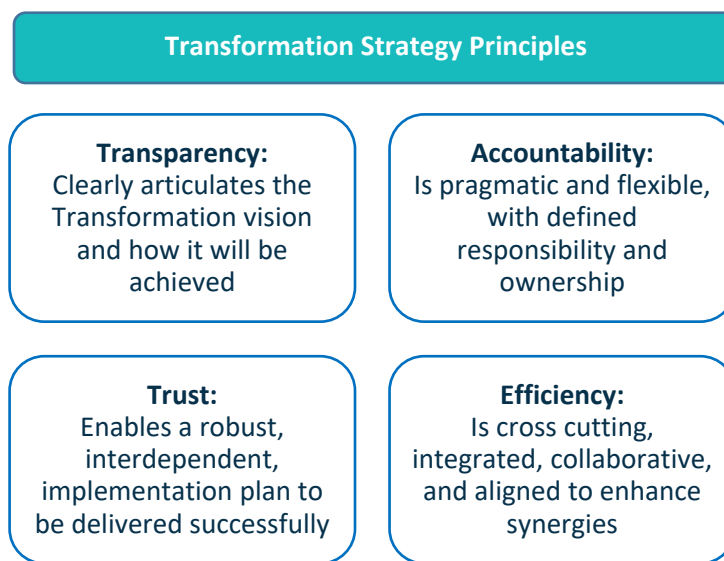 Transformation Strategy Principles
Transparency:
Clearly articulates the
Transformation vision
and how it will be
achieved
Accountability:
Is pragmatic and flexible,
with defined
responsibility and
ownership
Trust:
Enables a robust,
interdependent,
implementation plan to
be delivered successfully
Efficiency:
Is cross cutting,
integrated, collaborative,
and aligned to enhance
synergies